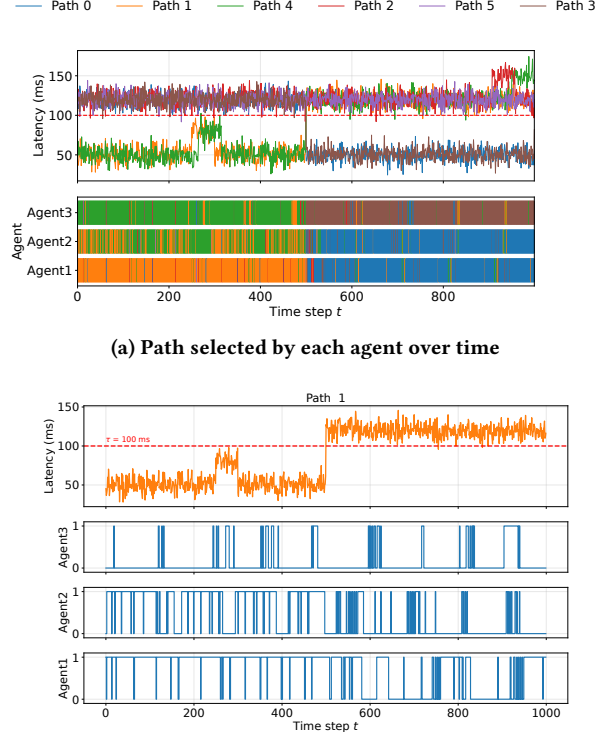 Path 0 Path 1 Path 4 Path 2 Path 5 Path 3
150
100
50
Latency (ms)
Agent3
Agent2
Agent1
Agent
0 200 400 600 800
Time step t
(a) Path selected by each agent over time
Path 1
150
100
50
Latency (ms)
τ = 100 ms
1
0
Agent3
1
0
Agent2
1
0
Agent1
0 200 400 600 800 1000
Time step t